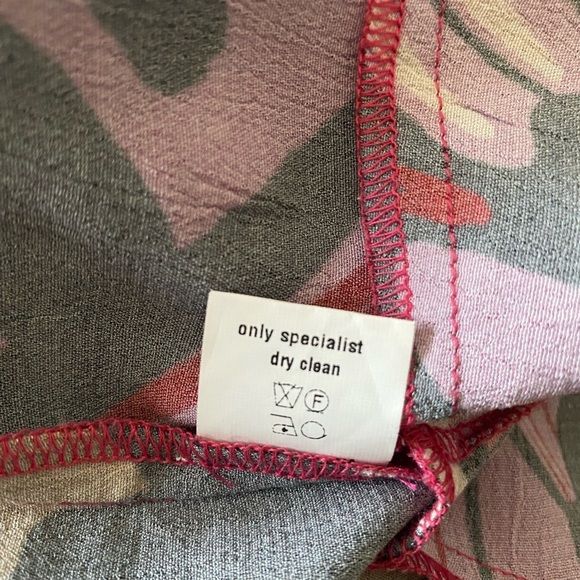 only specialist
dry clean
F